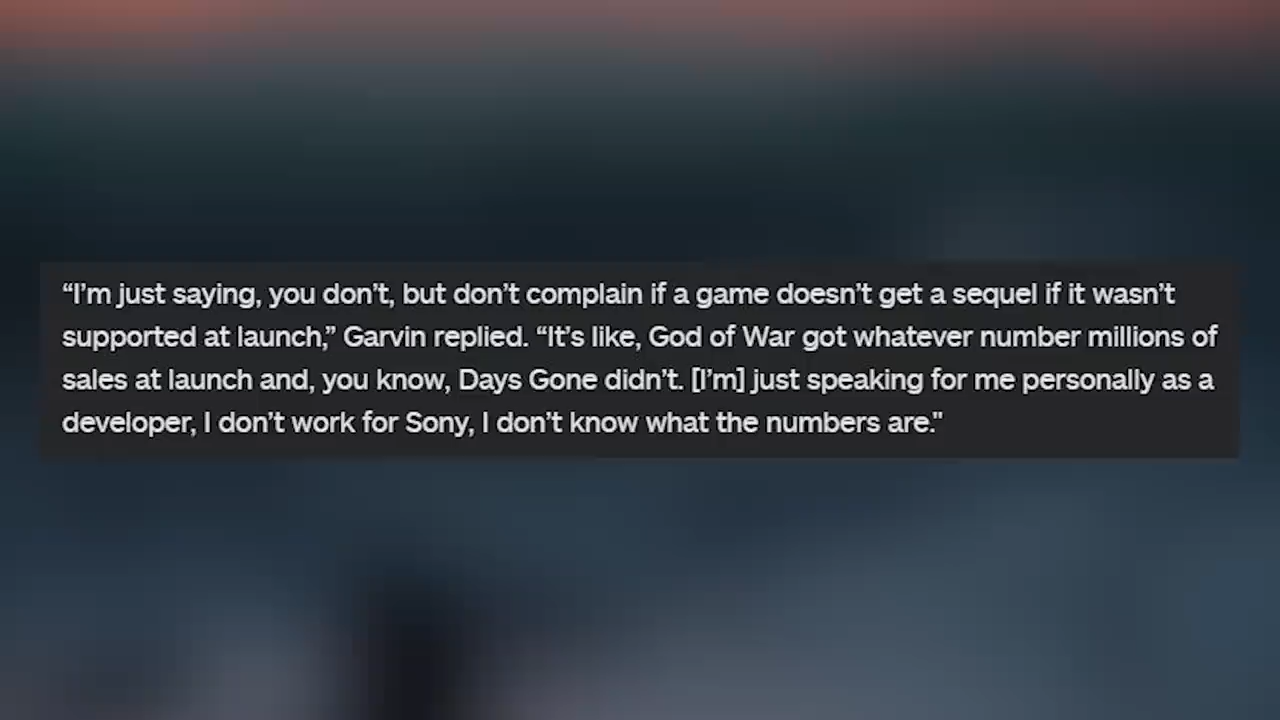 “I’m just saying, you don’t, but don’t complain if a game doesn’t get a sequel if it wasn’t
supported at launch,” Garvin replied. “It’s like, God of War got whatever number millions of
sales at launch and, you know, Days Gone didn’t. [I’m] just speaking for me personally as a
developer, I don’t work for Sony, I don’t know what the numbers are."